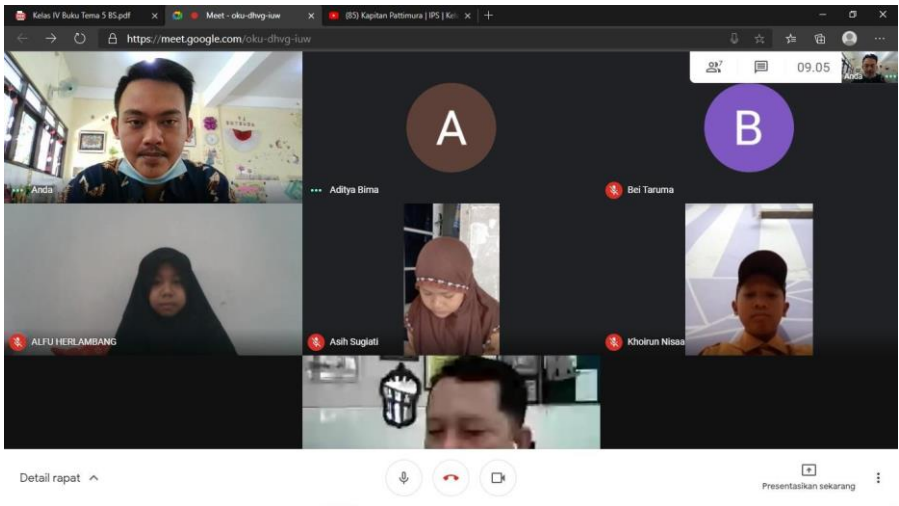 Kelas IV Buku Tema 5 BS.pdf
Meet - oku-dhvg-iuw
(85) Kapitan Pattimura | IPS | Kel
https://meet.google.com/oku-dhvg-iuw
7
09.05
Anda
A
B
Anda
Aditya Bima
Bei Taruma
ALFU HERLAMBANG
Asih Sugiati
Khoirun Nisaa
Detail rapat
Presentasikan sekarang